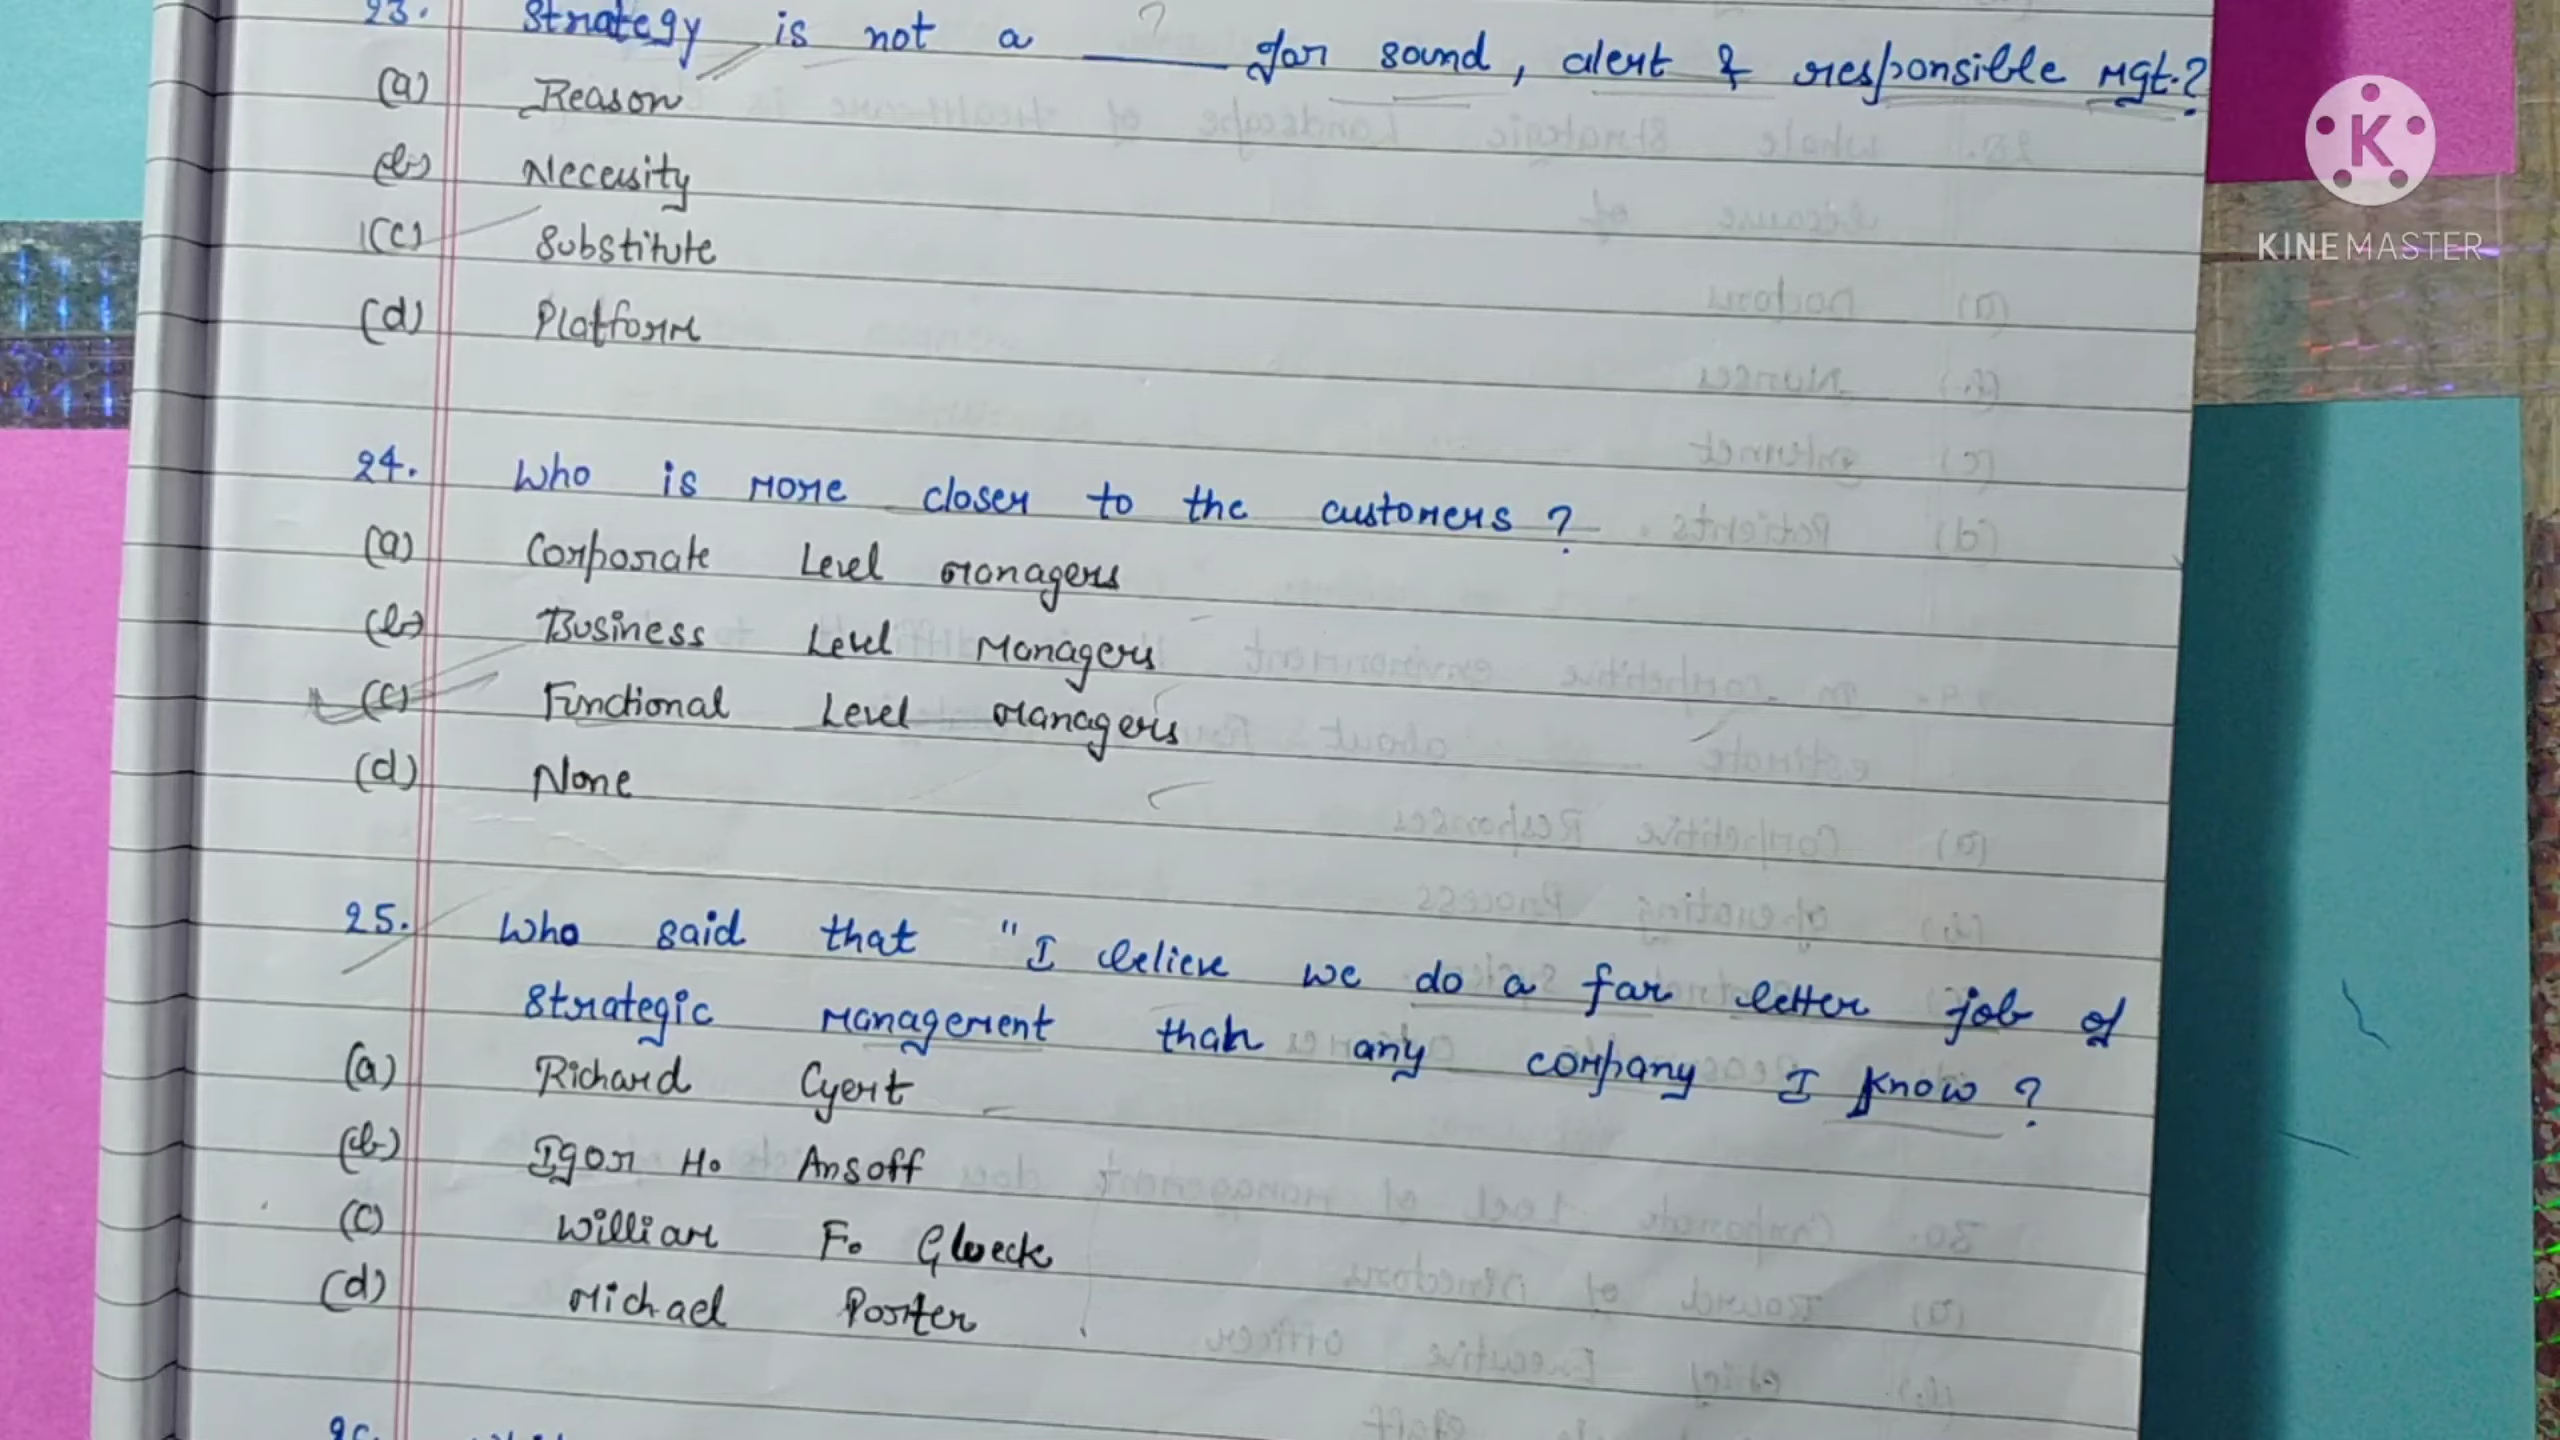 23. Strategy is not a ______ for sound, alert & responsible Mgt.?
(a) Reason
(b) Necesity
(c) Substitute
(d) Platform
24. Who is more closer to the customers?
(a) Corporate Level Managers
(b) Business Level Managers
(c) Functional Level Managers
(d) None
25. Who said that "I believe we do a far better job of
Strategic management than any company I know?
(a) Richard Cyert
(b) Igor H. Ansoff
(c) William F. Glueck
(d) Michael Porter
K
KINEMASTER